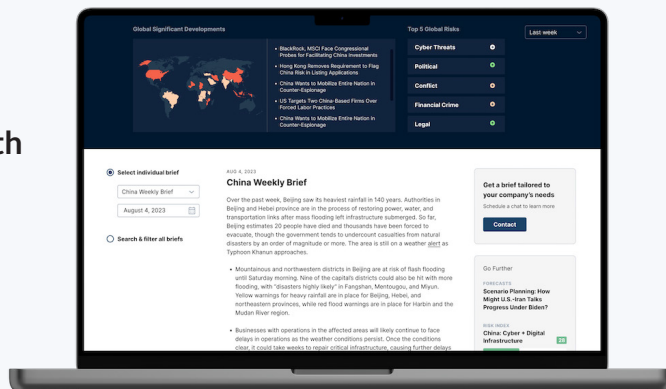 th
Global Significant Developments
• BlackRock, MSCI Face Congressional
Probes for Facilitating China Investments
• Hong Kong Removes Requirement to Flag
China Risk in Listing Applications
• China Wants to Mobilize Entire Nation in
Counter-Espionage
• US Targets Two China-Based Firms Over
Forced Labor Practices
• China Wants to Mobilize Entire Nation in
Counter-Espionage
Top 5 Global Risks
Cyber Threats
Political
Conflict
Financial Crime
Legal
Last week
Select individual brief
China Weekly Brief
August 4, 2023
Search & filter all briefs
AUG 4, 2023
China Weekly Brief
Over the past week, Beijing saw its heaviest rainfall in 140 years. Authorities in
Beijing and Hebei province are in the process of restoring power, water, and
transportation links after mass flooding left infrastructure submerged. So far,
Beijing estimates 20 people have died and thousands have been forced to
evacuate, though the government tends to undercount casualties from natural
disasters by an order of magnitude or more. The area is still on a weather alert as
Typhoon Khanun approaches.
• Mountainous and northwestern districts in Beijing are at risk of flash flooding
until Saturday morning. Nine of the capital's districts could also be hit with more
flooding, with "disasters highly likely" in Fangshan, Mentougou, and Miyun.
Yellow warnings for heavy rainfall are in place for Beijing, Hebei, and
northeastern provinces, while red flood warnings are in place for Harbin and the
Mudan River region.
• Businesses with operations in the affected areas will likely continue to face
delays in operations as the weather conditions persist. Once the conditions
clear, it could take weeks to repair critical infrastructure, causing further delays
Get a brief tailored to
your company's needs
Schedule a chat to learn more
Contact
Go Further
FORECASTS
Scenario Planning: How
Might U.S.-Iran Talks
Progress Under Biden?
RISK INDEX
China: Cyber + Digital
Infrastructure